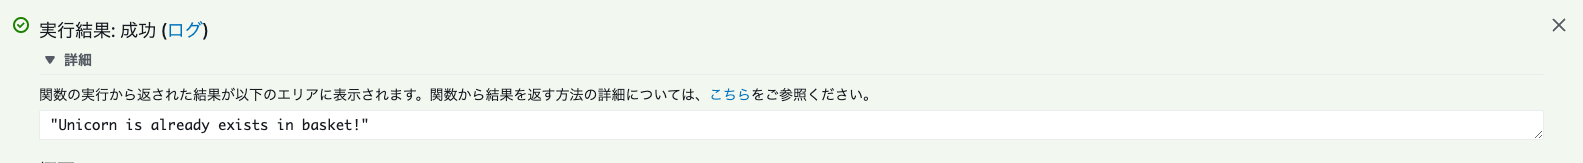 実行結果: 成功 (ログ)
▼ 詳細
関数の実行から返された結果が以下のエリアに表示されます。関数から結果を返す方法の詳細については、こちらをご参照ください。
"Unicorn is already exists in basket!"